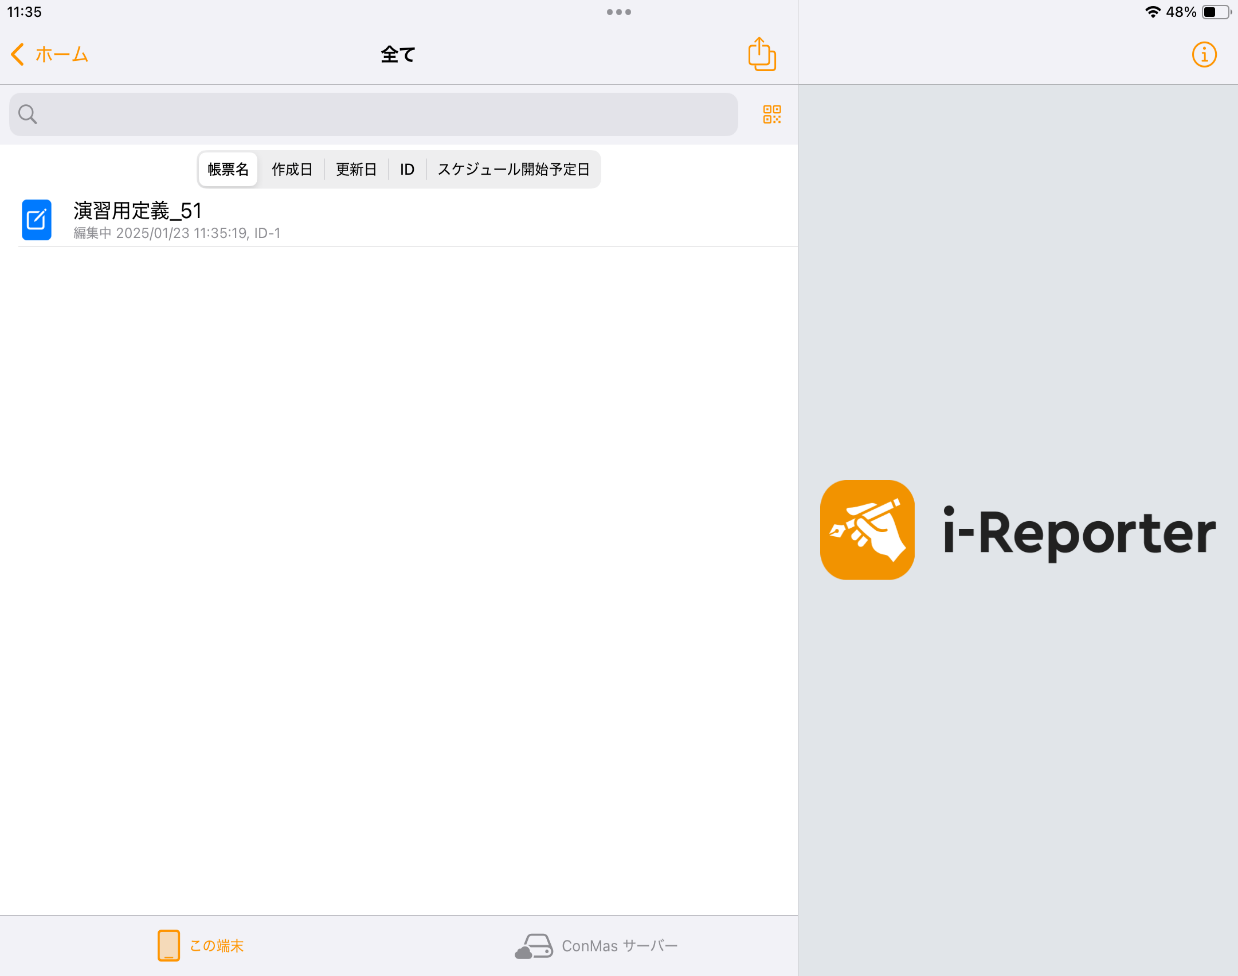 11:35
48%
ホーム
全て
帳票名 作成日 更新日 ID スケジュール開始予定日
演習用定義_51
編集中 2025/01/23 11:35:19, ID-1
i-Reporter
この端末
ConMas サーバー